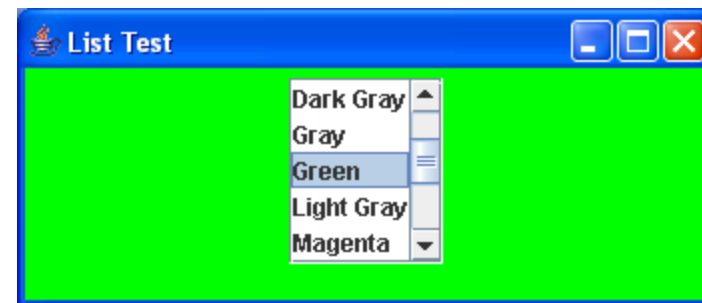 List Test
Dark Gray
Gray
Green
Light Gray
Magenta